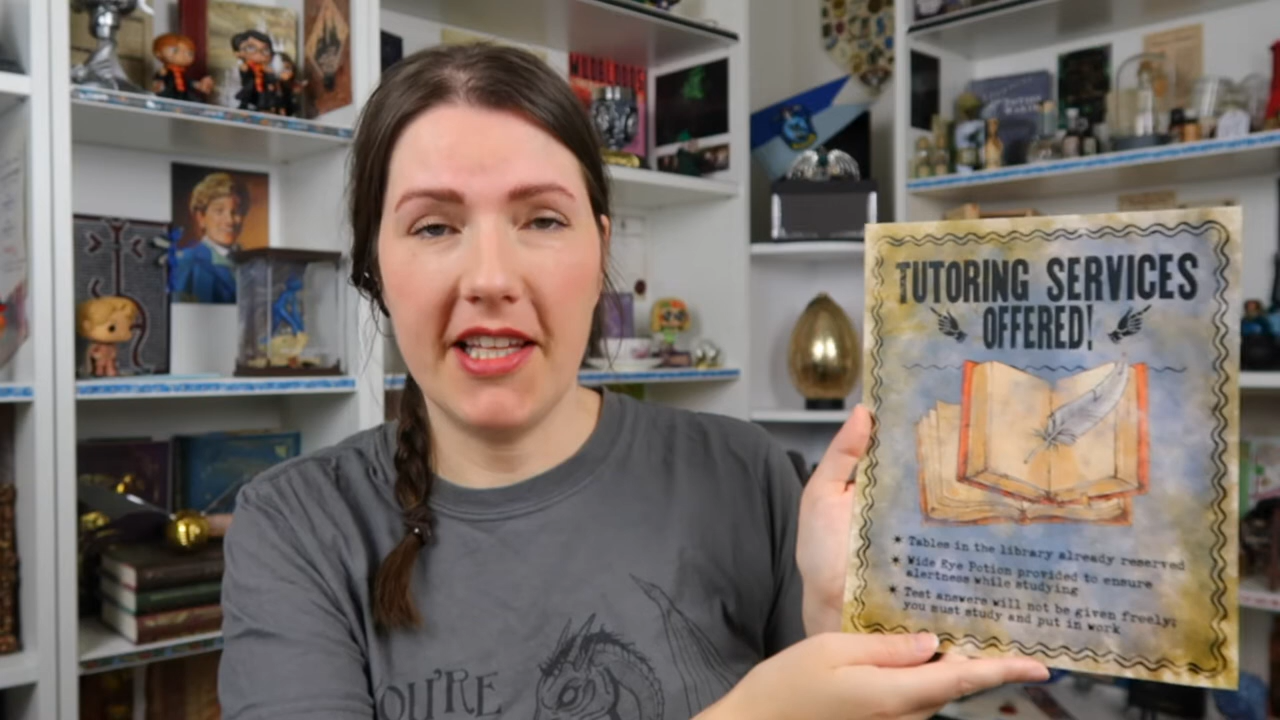 TUTORING SERVICES
OFFERED!
* Tables in the library already reserved
* Wide Eye Potion provided to ensure
alertness while studying
* Test answers will not be given freely;
you must study and put in work
YOU'RE